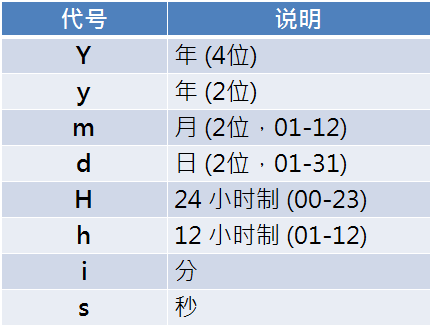 代号 说明
Y 年 (4位)
y 年 (2位)
m 月 (2位，01-12)
d 日 (2位，01-31)
H 24 小时制 (00-23)
h 12 小时制 (01-12)
i 分
s 秒